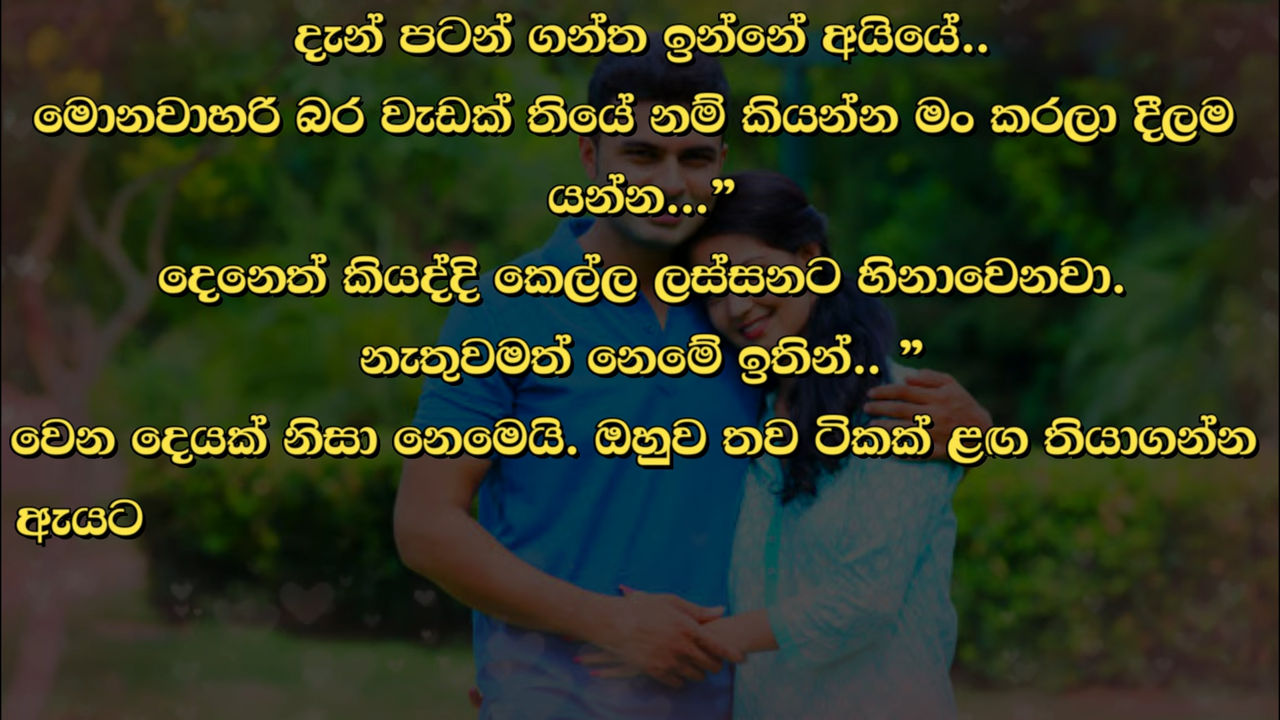 දැන් පටන් ගන්ත ඉන්නේ අයියේ..
මොනවාහරි බර වැඩක් තියේ නම් කියන්න මං කරලා දීලම
යන්න...”
දෙනෙත් කියද්දි කෙල්ල ලස්සනට හිනාවෙනවා.
නැතුවමත් නෙමේ ඉතින්.. ”
වෙන දෙයක් නිසා නෙමෙයි. ඔහුව තව ටිකක් ළඟ තියාගන්න
ඇයට